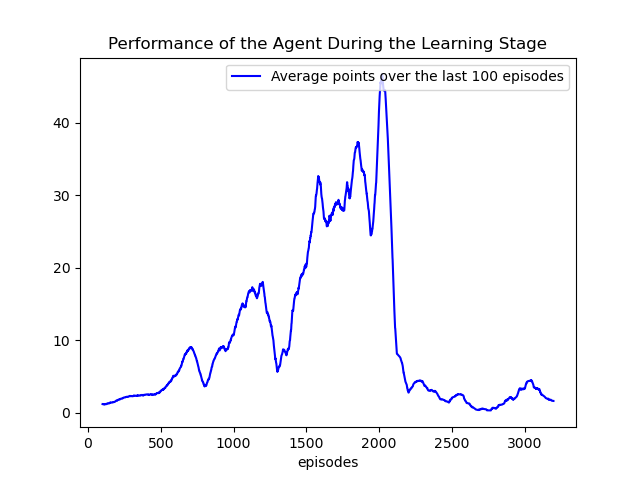 Performance of the Agent During the Learning Stage
Average points over the last 100 episodes
40
30
20
10
0
0 500 1000 1500 2000 2500 3000
episodes